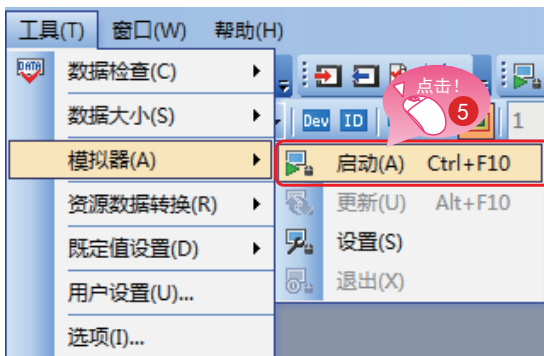 工具(T) 窗口(W) 帮助(H)
DATA 数据检查(C)
点击!
5
数据大小(S)
Dev ID 1
模拟器(A)
启动(A) Ctrl+F10
资源数据转换(R)
更新(U) Alt+F10
既定值设置(D)
设置(S)
用户设置(U)...
退出(X)
选项(I)...